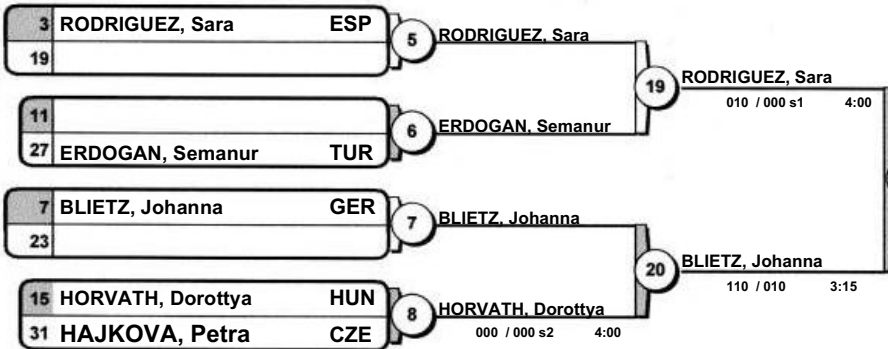 3 RODRIGUEZ, Sara ESP
19
5 RODRIGUEZ, Sara
11
27 ERDOGAN, Semanur TUR
6 ERDOGAN, Semanur
19 RODRIGUEZ, Sara
010 / 000 s1 4:00
7 BLIETZ, Johanna GER
23
7 BLIETZ, Johanna
15 HORVATH, Dorottya HUN
31 HAJKOVA, Petra CZE
8 HORVATH, Dorottya
000 / 000 s2 4:00
20 BLIETZ, Johanna
110 / 010 3:15